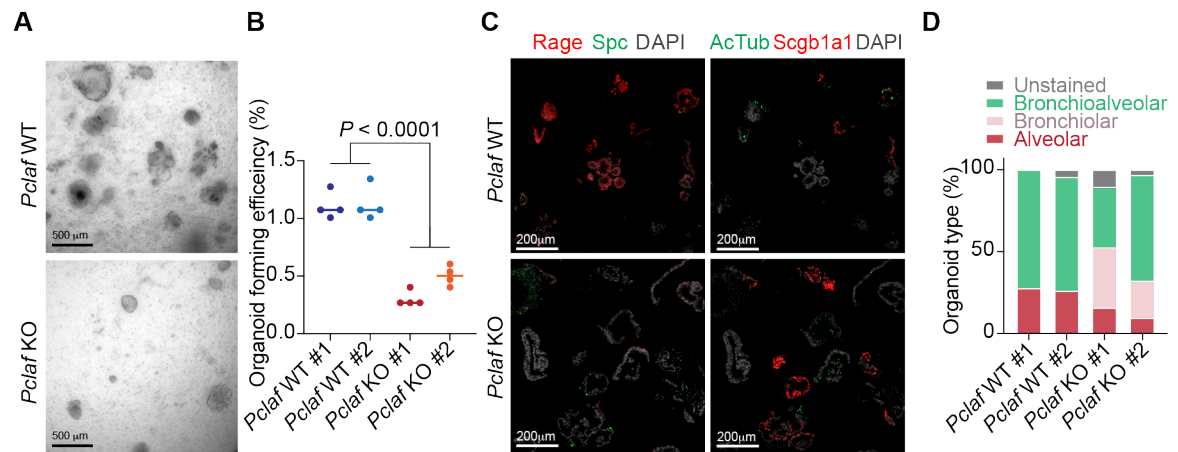 A
Pclaf WT
500 µm
Pclaf KO
500 µm
B
Organoid forming efficeincy (%)
P < 0.0001
1.5
1.0
0.5
0.0
Pclaf WT #1
Pclaf WT #2
Pclaf KO #1
Pclaf KO #2
C
Rage Spc DAPI
AcTub Scgb1a1 DAPI
Pclaf WT
200µm
200µm
Pclaf KO
200µm
200µm
D
Unstained
Bronchioalveolar
Bronchiolar
Alveolar
Organoid type (%)
100
50
0
Pclaf WT #1
Pclaf WT #2
Pclaf KO #1
Pclaf KO #2